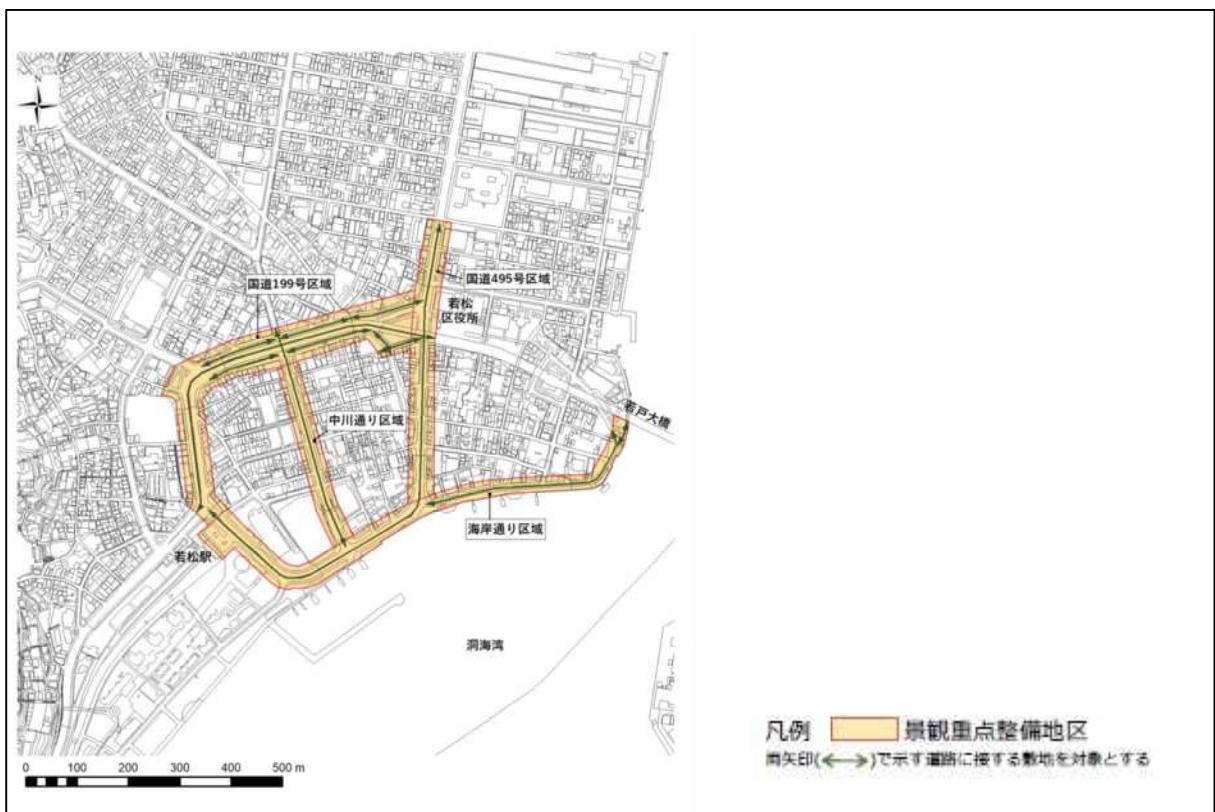 国道199号区域
国道495号区域
若松
区役所
中川通り区域
若戸大橋
海岸通り区域
若松駅
洞海湾
0 100 200 300 400 500 m
凡例 景観重点整備地区
両矢印(⟷)で示す道路に接する敷地を対象とする